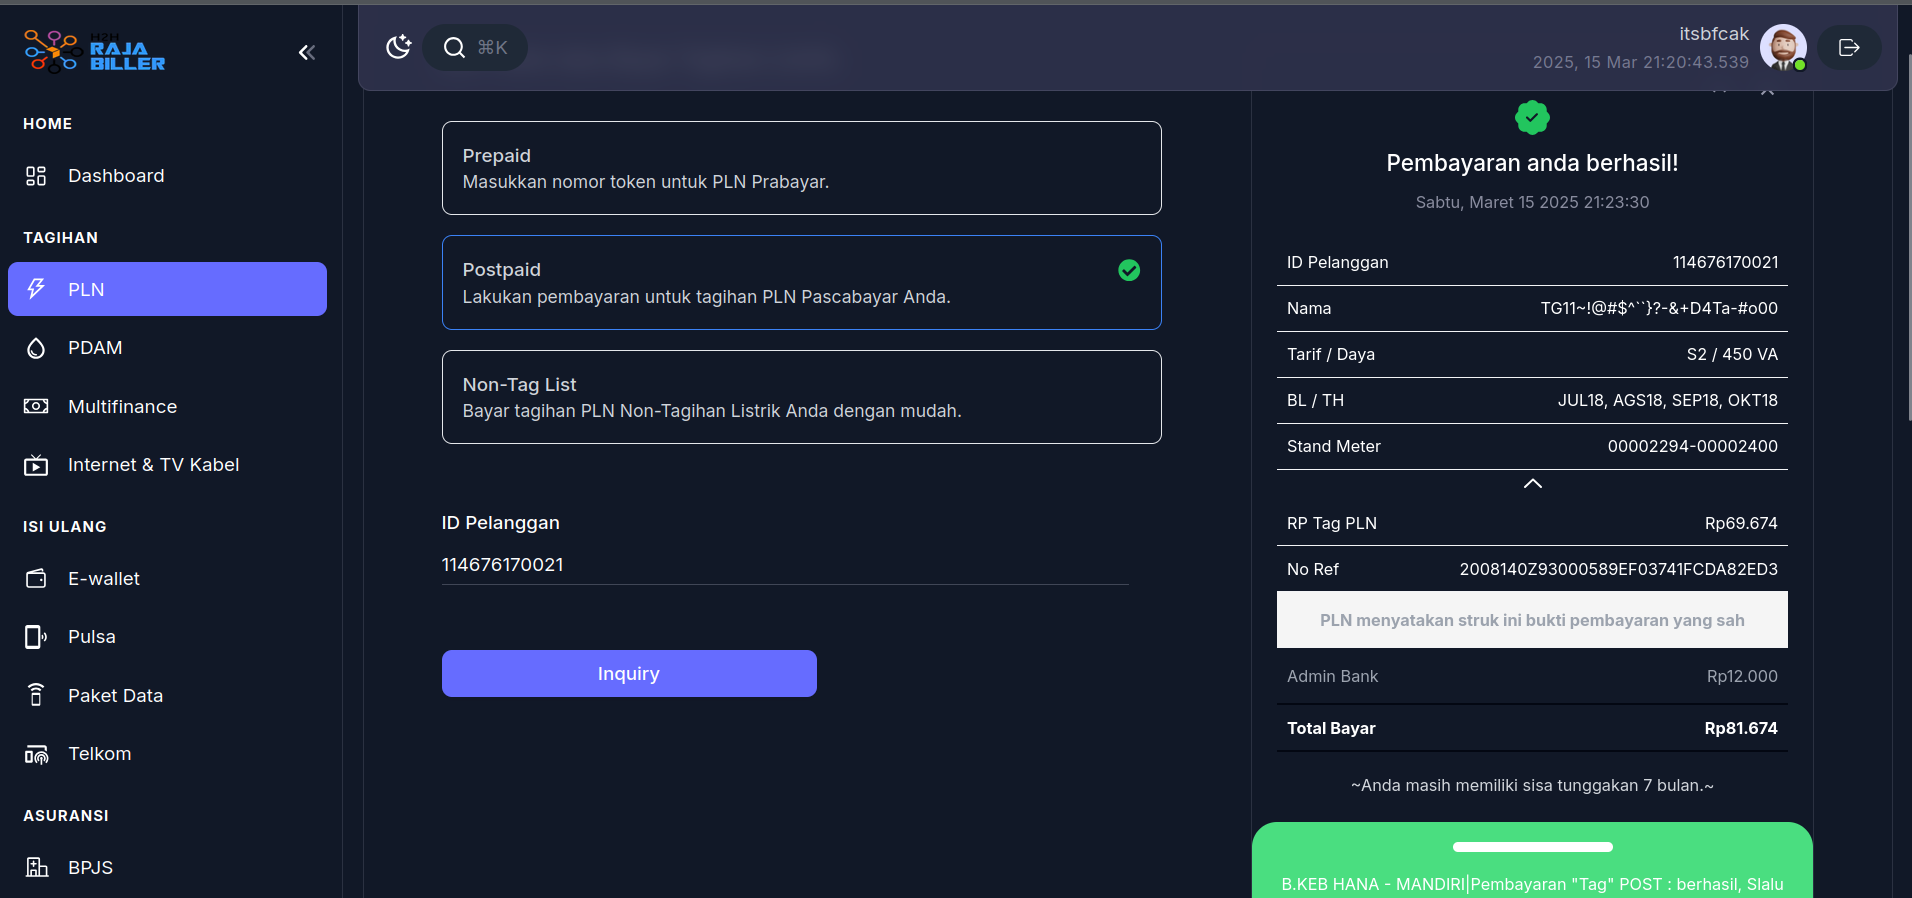 H2H
RAJA
BILLER
HOME
Dashboard
TAGIHAN
PLN
PDAM
Multifinance
Internet & TV Kabel
ISI ULANG
E-wallet
Pulsa
Paket Data
Telkom
ASURANSI
BPJS
⌘K
itsbfcak
2025, 15 Mar 21:20:43.539
Prepaid
Masukkan nomor token untuk PLN Prabayar.
Postpaid
Lakukan pembayaran untuk tagihan PLN Pascabayar Anda.
Non-Tag List
Bayar tagihan PLN Non-Tagihan Listrik Anda dengan mudah.
ID Pelanggan
114676170021
Inquiry
Pembayaran anda berhasil!
Sabtu, Maret 15 2025 21:23:30
ID Pelanggan 114676170021
Nama TG11~!@#$^``}?-&+D4Ta-#o00
Tarif / Daya S2 / 450 VA
BL / TH JUL18, AGS18, SEP18, OKT18
Stand Meter 00002294-00002400
RP Tag PLN Rp69.674
No Ref 2008140Z93000589EF03741FCDA82ED3
PLN menyatakan struk ini bukti pembayaran yang sah
Admin Bank Rp12.000
Total Bayar Rp81.674
~Anda masih memiliki sisa tunggakan 7 bulan.~
B.KEB HANA - MANDIRI|Pembayaran "Tag" POST : berhasil, Slalu